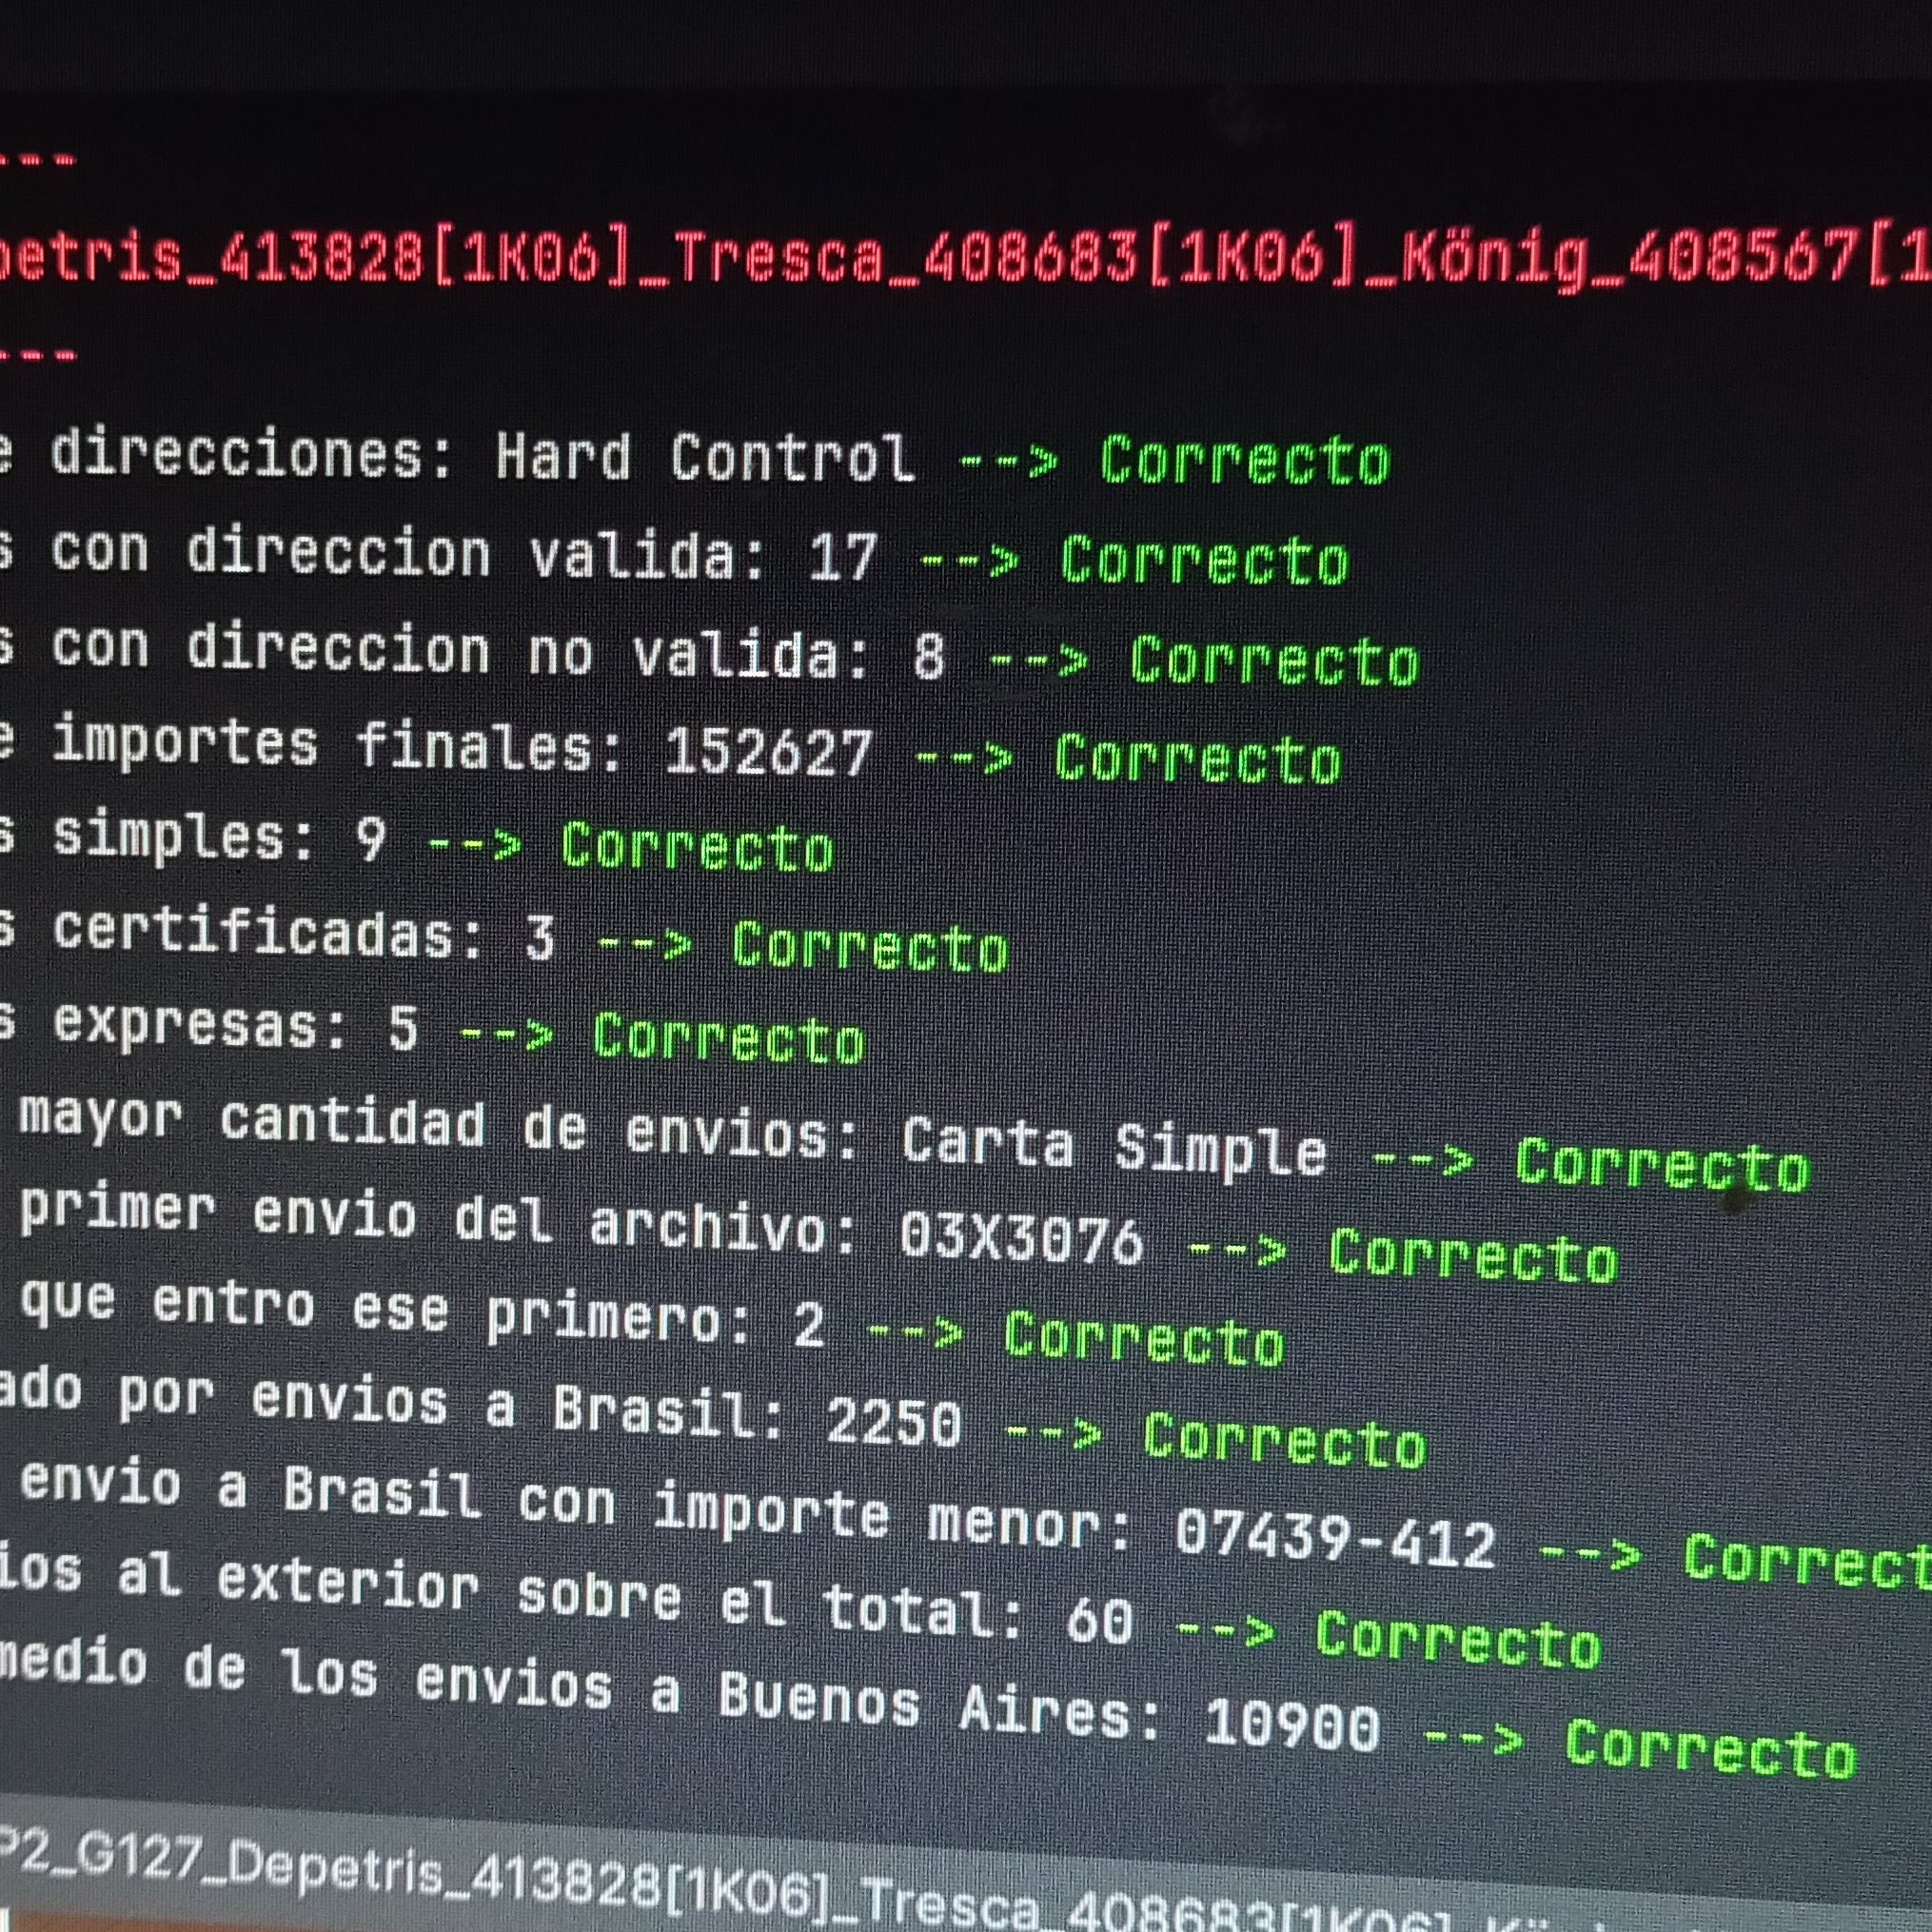 ---
petris_413828[1K06]_Tresca_408683[1K06]_König_408567[1
---
e direcciones: Hard Control --> Correcto
s con direccion valida: 17 --> Correcto
s con direccion no valida: 8 --> Correcto
e importes finales: 152627 --> Correcto
s simples: 9 --> Correcto
s certificadas: 3 --> Correcto
s expresas: 5 --> Correcto
mayor cantidad de envios: Carta Simple --> Correcto
primer envio del archivo: 03X3076 --> Correcto
que entro ese primero: 2 --> Correcto
ado por envios a Brasil: 2250 --> Correcto
envio a Brasil con importe menor: 07439-412 --> Correct
ios al exterior sobre el total: 60 --> Correcto
medio de los envios a Buenos Aires: 10900 --> Correcto
P2_G127_Depetris_413828[1K06]_Tresca_408683[1K06]